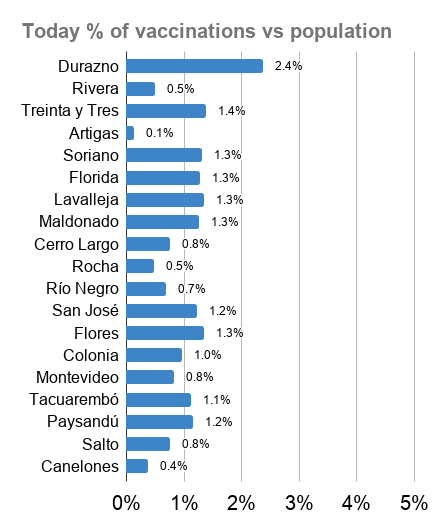 Today % of vaccinations vs population
Durazno 2.4%
Rivera 0.5%
Treinta y Tres 1.4%
Artigas 0.1%
Soriano 1.3%
Florida 1.3%
Lavalleja 1.3%
Maldonado 1.3%
Cerro Largo 0.8%
Rocha 0.5%
Río Negro 0.7%
San José 1.2%
Flores 1.3%
Colonia 1.0%
Montevideo 0.8%
Tacuarembó 1.1%
Paysandú 1.2%
Salto 0.8%
Canelones 0.4%
0% 1% 2% 3% 4% 5%